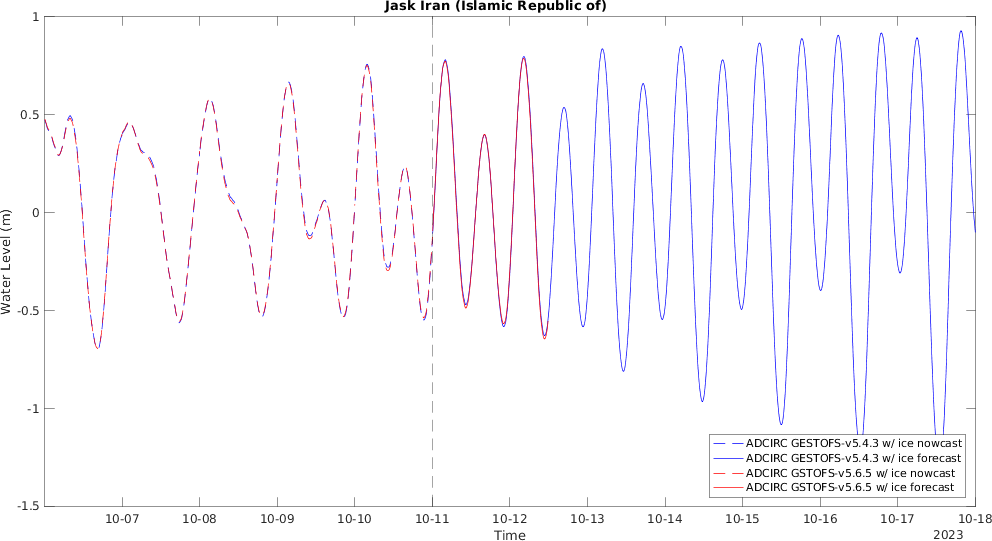 Jask Iran (Islamic Republic of)
1
0.5
0
-0.5
-1
-1.5
Water Level (m)
ADCIRC GESTOFS-v5.4.3 w/ ice nowcast
ADCIRC GESTOFS-v5.4.3 w/ ice forecast
ADCIRC GSTOFS-v5.6.5 w/ ice nowcast
ADCIRC GSTOFS-v5.6.5 w/ ice forecast
10-07 10-08 10-09 10-10 10-11 10-12 10-13 10-14 10-15 10-16 10-17 10-18
Time
2023